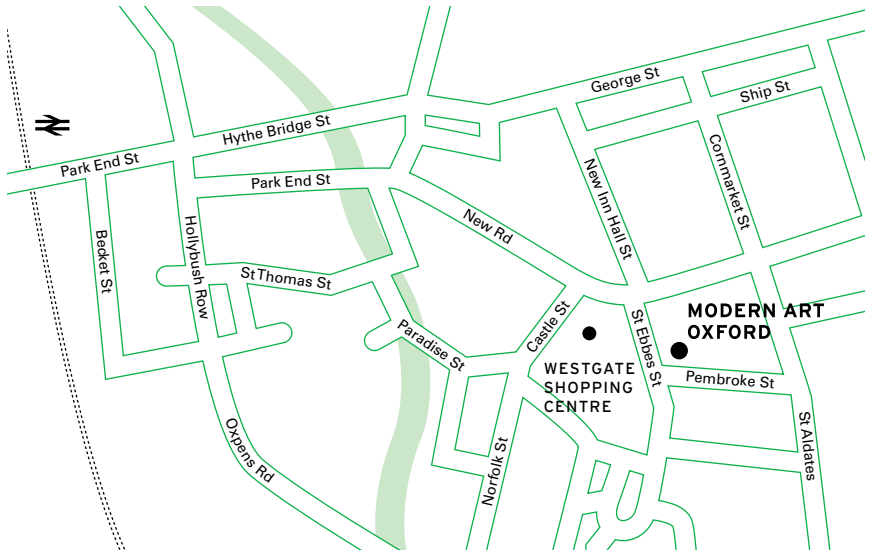 George St
Ship St
Hythe Bridge St
Cornmarket St
Park End St
Park End St
New Inn Hall St
New Rd
Hollybush Row
Becket St
St Thomas St
Castle St
St Ebbes St
MODERN ART
OXFORD
Paradise St
WESTGATE
SHOPPING
CENTRE
Pembroke St
St Aldates
Oxpens Rd
Norfolk St